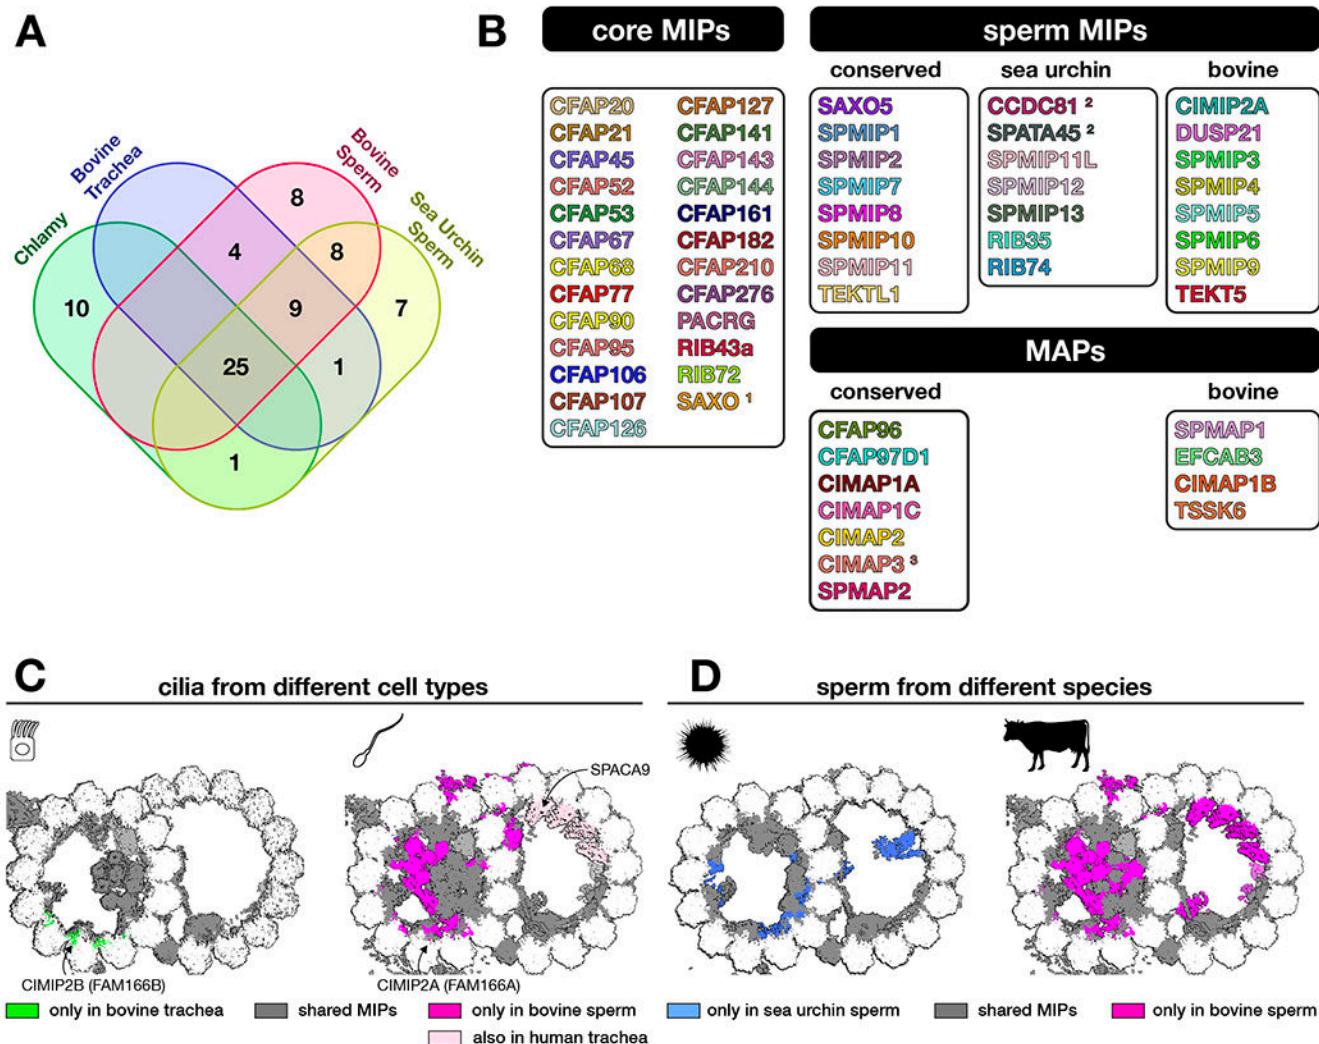 A
Bovine
Trachea
Bovine
Sperm
Chlamy
Sea Urchin
Sperm
8
4
8
10
9
7
25
1
1
B
core MIPs
CFAP20
CFAP21
CFAP45
CFAP52
CFAP53
CFAP67
CFAP68
CFAP77
CFAP90
CFAP95
CFAP106
CFAP107
CFAP126
CFAP127
CFAP141
CFAP143
CFAP144
CFAP161
CFAP182
CFAP210
CFAP276
PACRG
RIB43a
RIB72
SAXO ¹
sperm MIPs
conserved
SAXO5
SPMIP1
SPMIP2
SPMIP7
SPMIP8
SPMIP10
SPMIP11
TEKTL1
sea urchin
CCDC81 ²
SPATA45 ²
SPMIP11L
SPMIP12
SPMIP13
RIB35
RIB74
bovine
CIMIP2A
DUSP21
SPMIP3
SPMIP4
SPMIP5
SPMIP6
SPMIP9
TEKT5
MAPs
conserved
CFAP96
CFAP97D1
CIMAP1A
CIMAP1C
CIMAP2
CIMAP3 ³
SPMAP2
bovine
SPMAP1
EFCAB3
CIMAP1B
TSSK6
C
cilia from different cell types
SPACA9
CIMIP2B (FAM166B)
CIMIP2A (FAM166A)
only in bovine trachea
shared MIPs
only in bovine sperm
also in human trachea
D
sperm from different species
only in sea urchin sperm
shared MIPs
only in bovine sperm